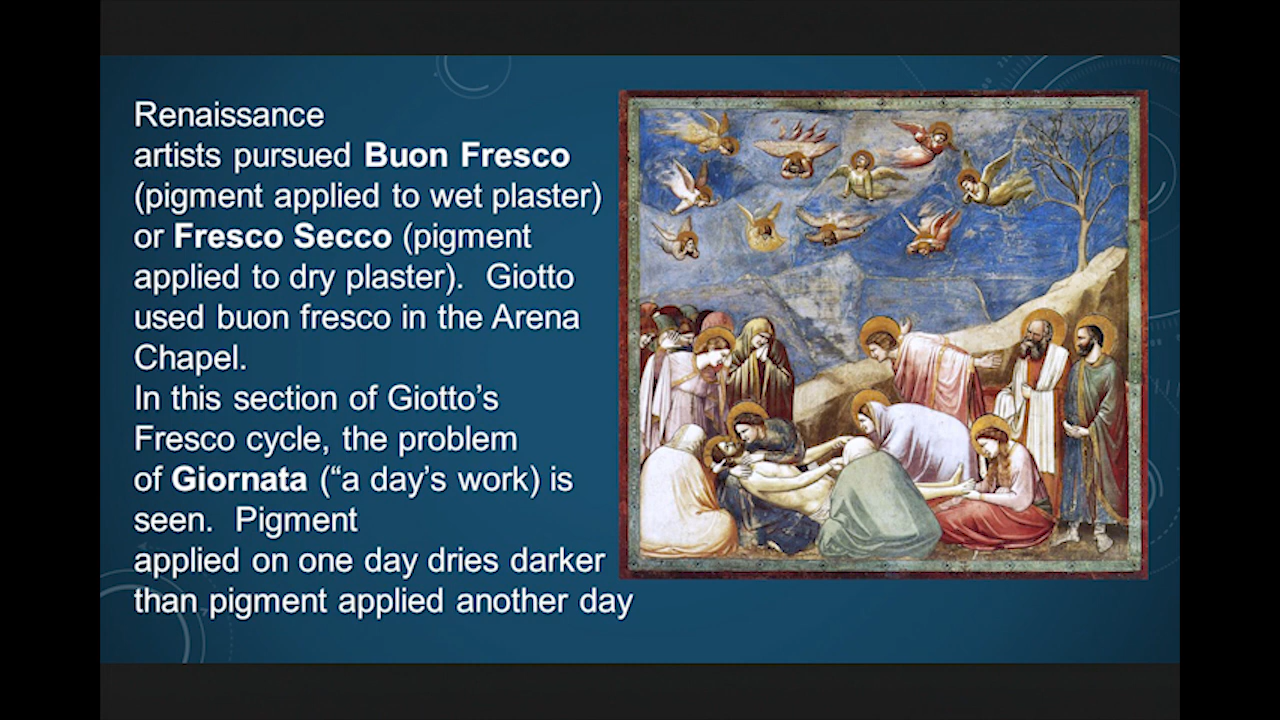 Renaissance
artists pursued Buon Fresco
(pigment applied to wet plaster)
or Fresco Secco (pigment
applied to dry plaster).  Giotto
used buon fresco in the Arena
Chapel.
In this section of Giotto’s
Fresco cycle, the problem
of Giornata (“a day’s work) is
seen.  Pigment
applied on one day dries darker
than pigment applied another day